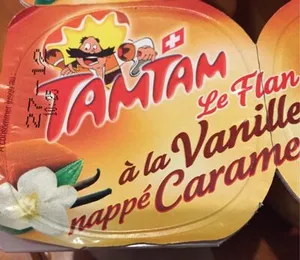 TAMTAM
Le Flan
à la Vanille
nappé Carame